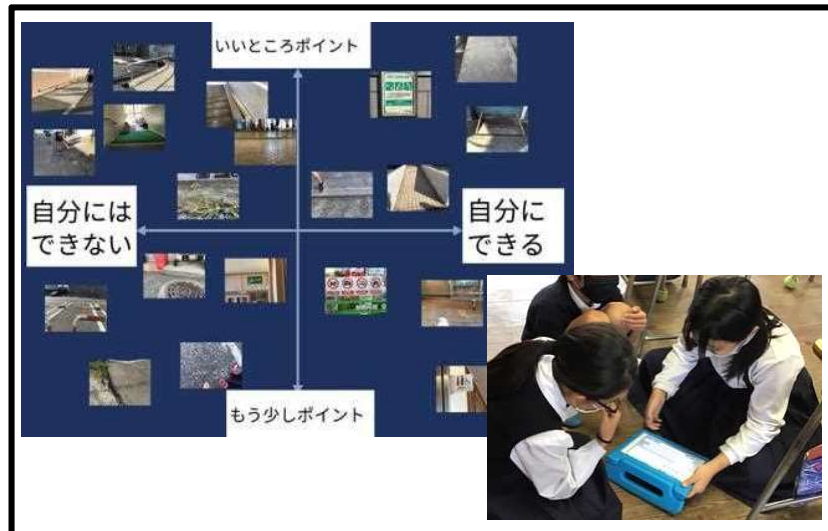 いいところポイント
自分には
できない
自分に
できる
もう少しポイント